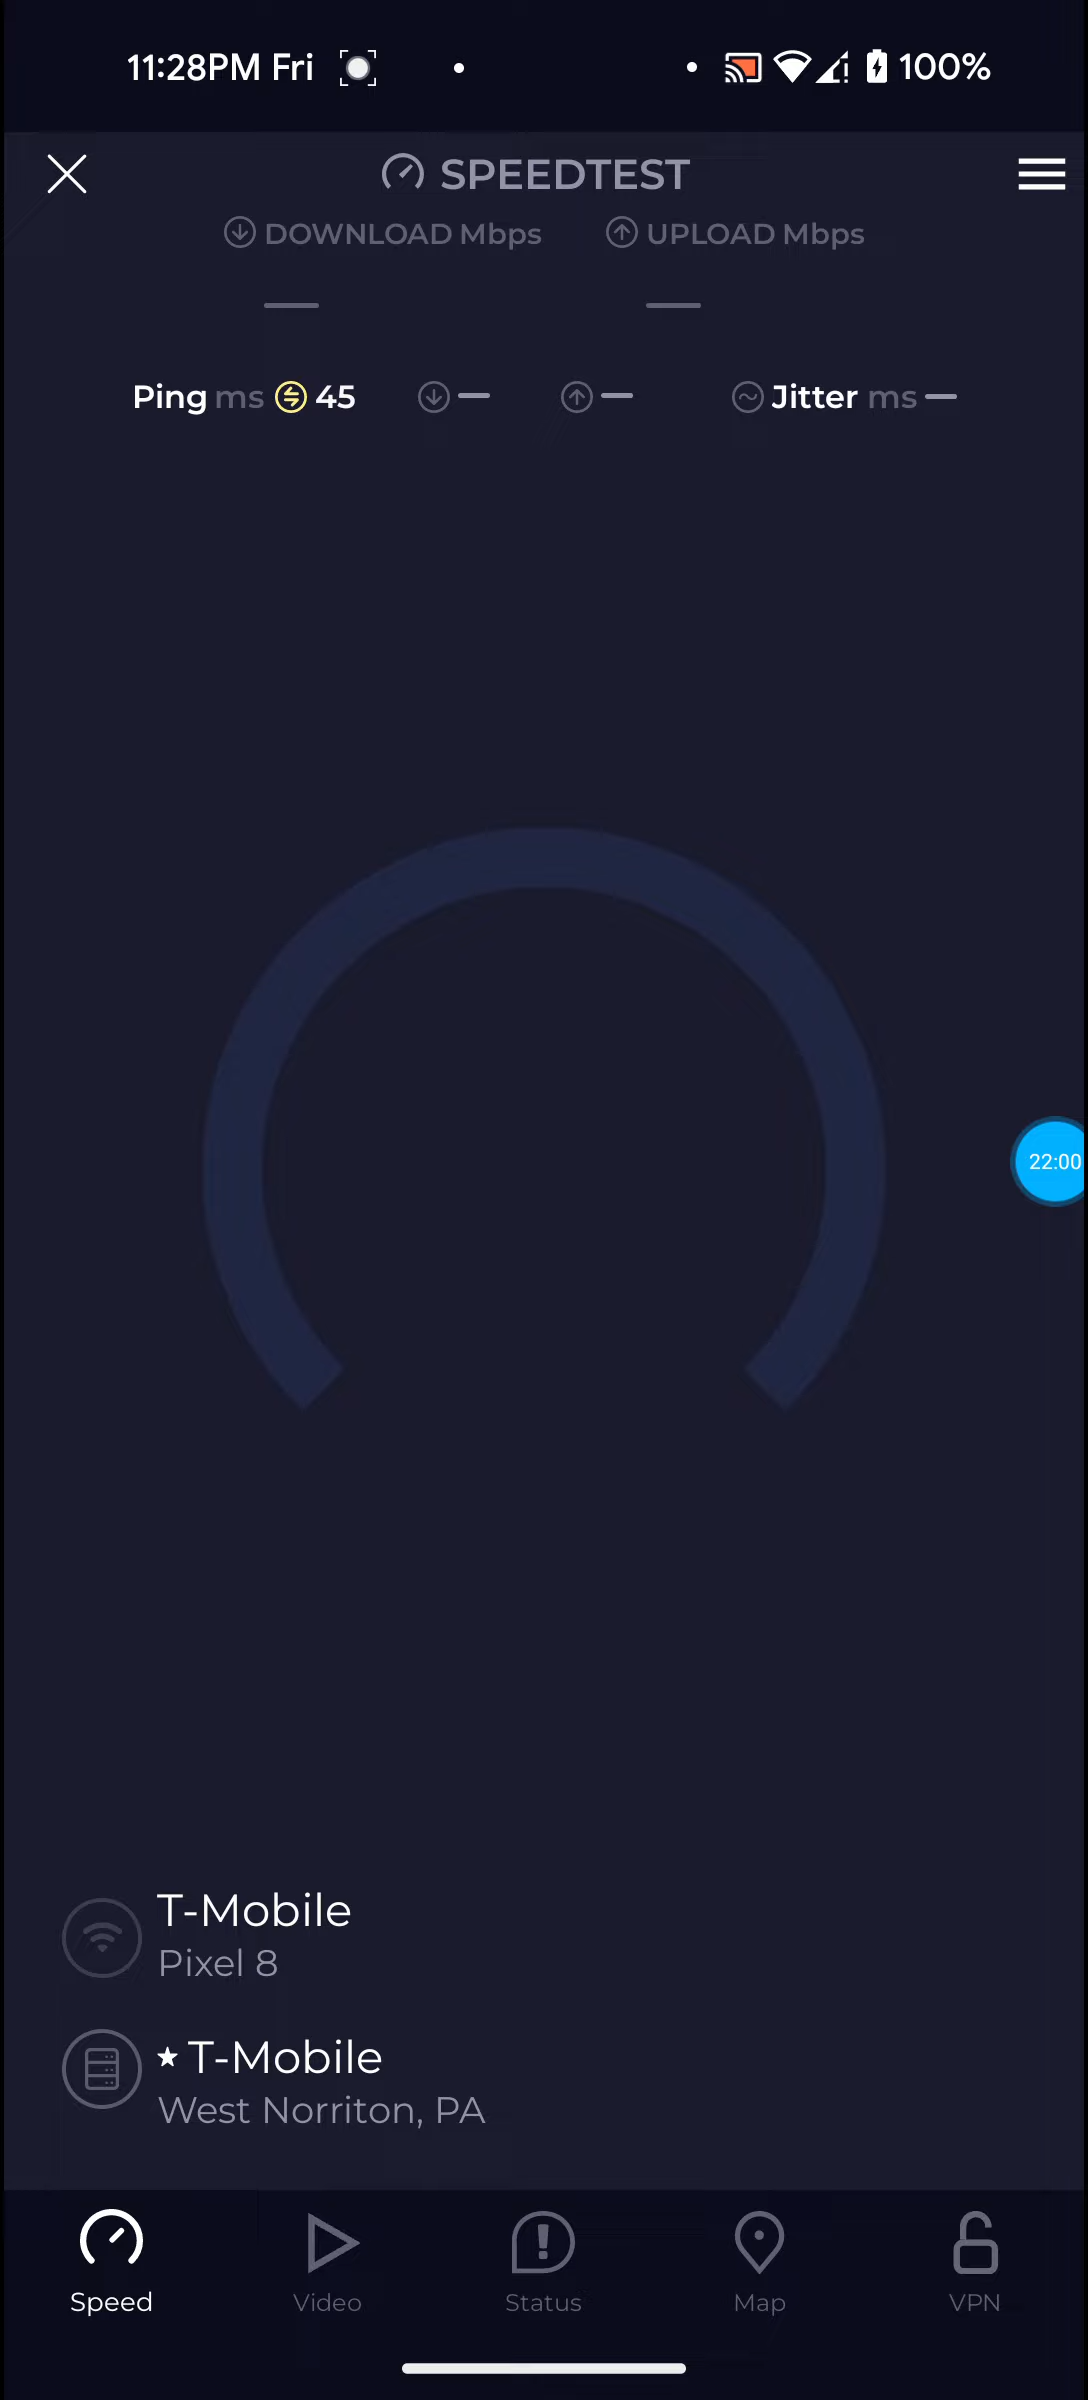 11:28PM Fri 100%
SPEEDTEST
DOWNLOAD Mbps UPLOAD Mbps
— —
Ping ms 45 — — Jitter ms —
22:00
T-Mobile
Pixel 8
★ T-Mobile
West Norriton, PA
Speed Video Status Map VPN